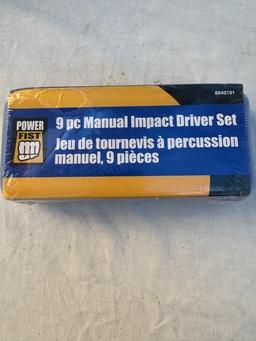 8840191
POWER
FIST
9 pc Manual Impact Driver Set
Jeu de tournevis à percussion
manuel, 9 pièces